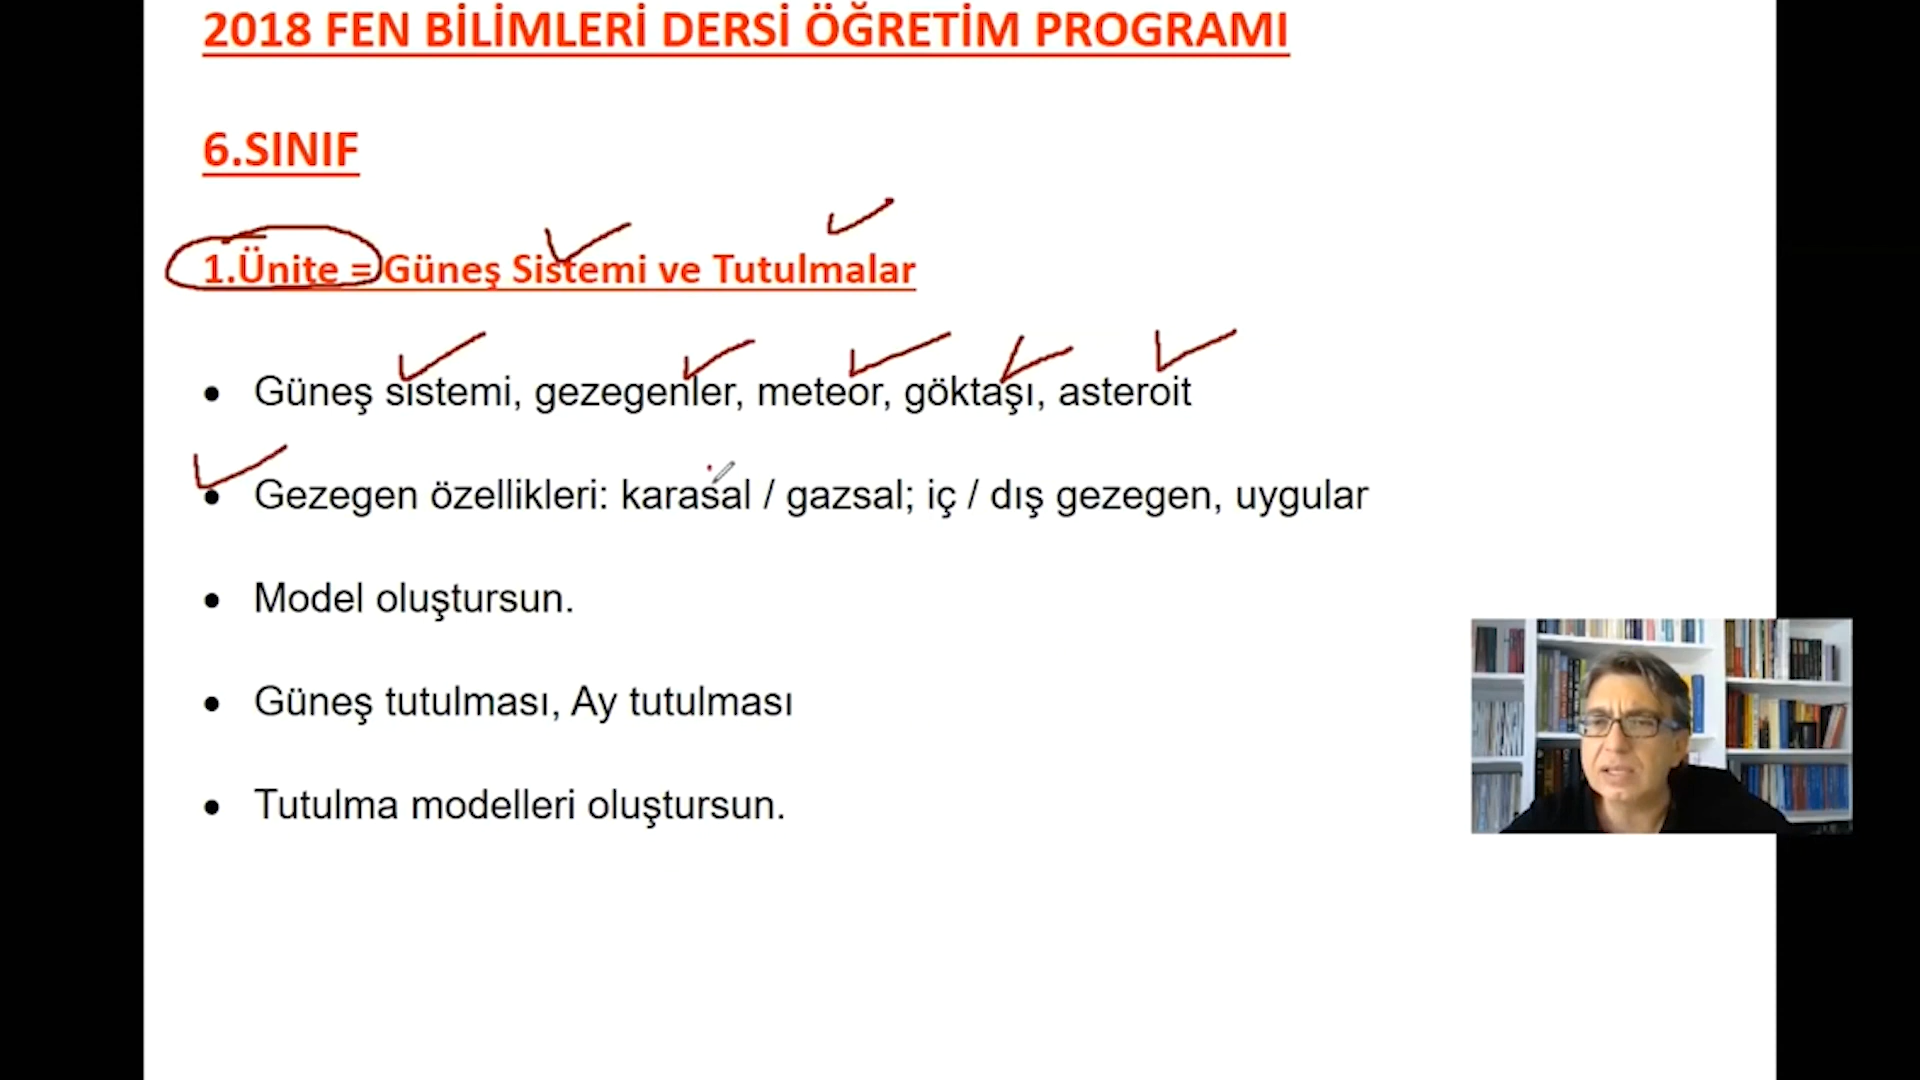 2018 FEN BİLİMLERİ DERSİ ÖĞRETİM PROGRAMI
6.SINIF
1.Ünite = Güneş Sistemi ve Tutulmalar
• Güneş sistemi, gezegenler, meteor, göktaşı, asteroit
• Gezegen özellikleri: karasal / gazsal; iç / dış gezegen, uygular
• Model oluştursun.
• Güneş tutulması, Ay tutulması
• Tutulma modelleri oluştursun.